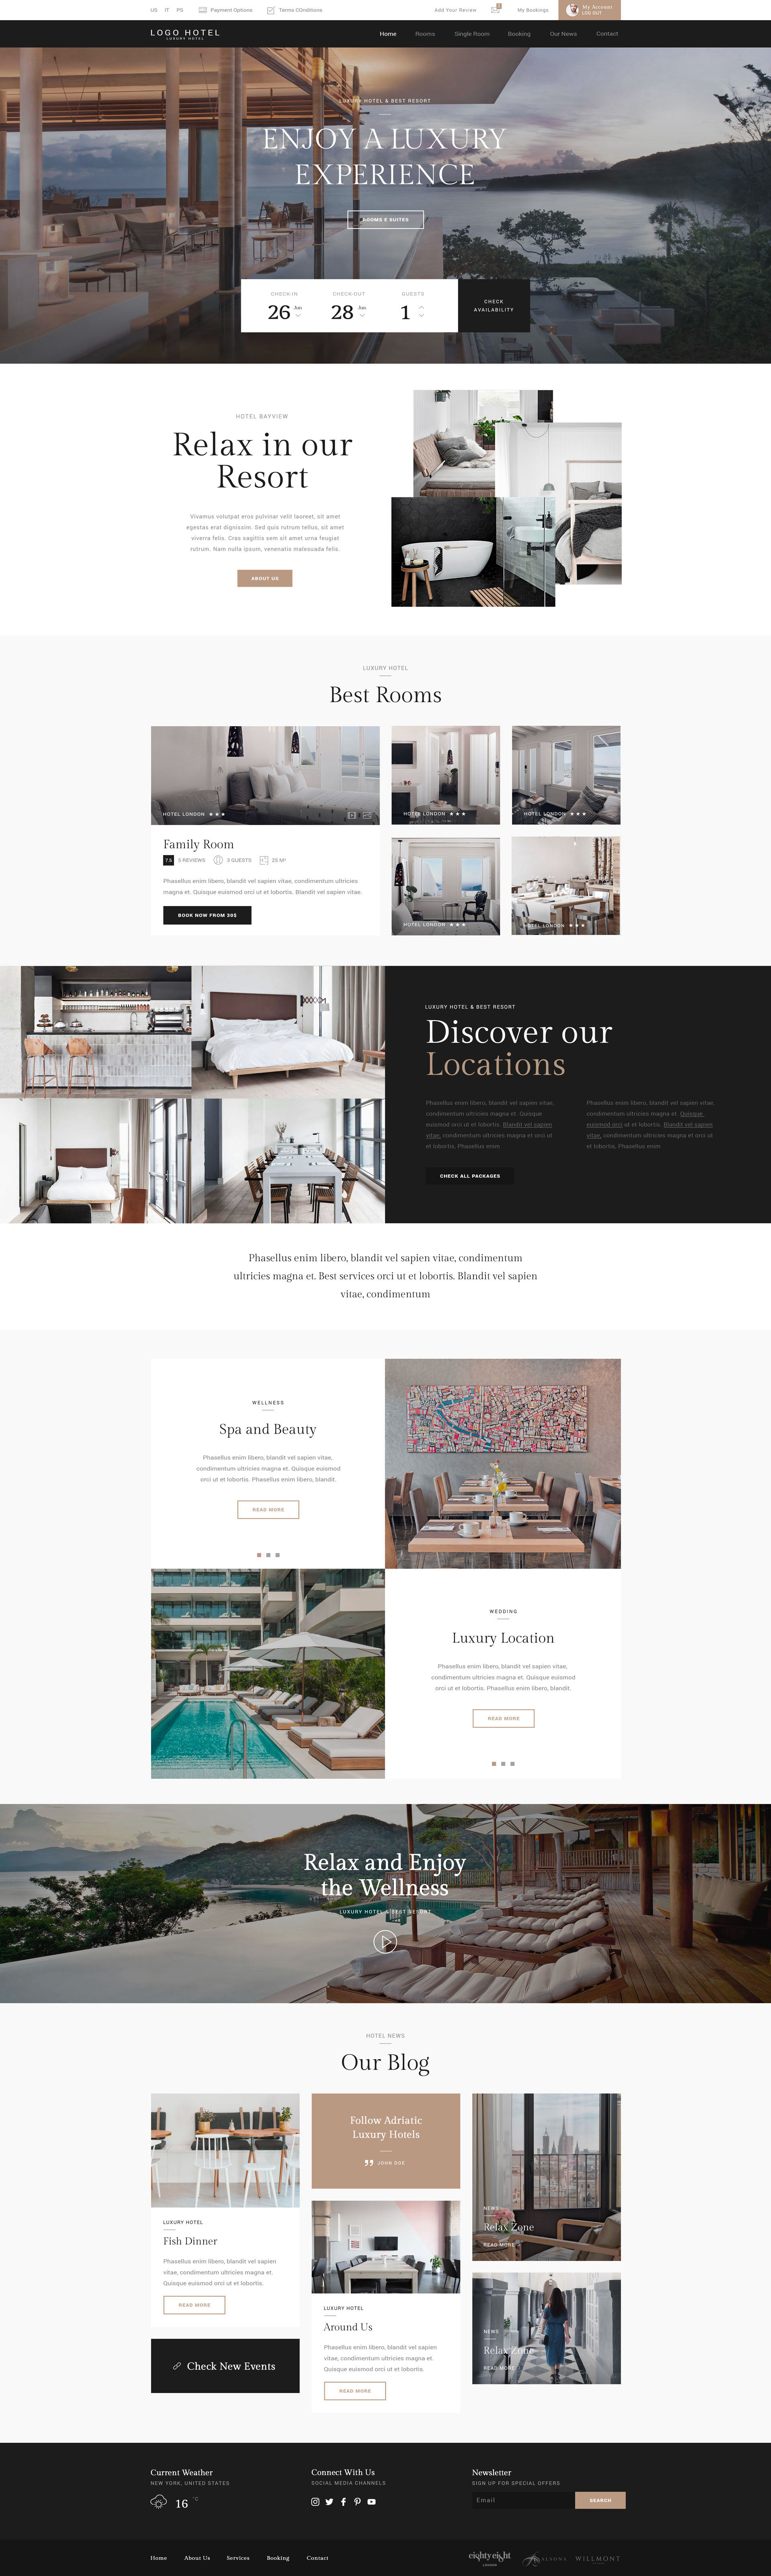 US IT PS Payment Options Terms COnditions Add Your Review My Bookings My Account
LOG OUT
LOGO HOTEL
LUXURY HOTEL
Home Rooms Single Room Booking Our News Contact
LUXURY HOTEL & BEST RESORT
ENJOY A LUXURY
EXPERIENCE
ROOMS E SUITES
CHECK-IN CHECK-OUT GUESTS
26 Jun 28 Jun 1
CHECK
AVAILABILITY
HOTEL BAYVIEW
Relax in our
Resort
Vivamus volutpat eros pulvinar velit laoreet, sit amet
egestas erat dignissim. Sed quis rutrum tellus, sit amet
viverra felis. Cras sagittis sem sit amet urna feugiat
rutrum. Nam nulla ipsum, venenatis malesuada felis.
ABOUT US
LUXURY HOTEL
Best Rooms
HOTEL LONDON ★ ★ ★
Family Room
7.5 5 REVIEWS 3 GUESTS 25 M²
Phasellus enim libero, blandit vel sapien vitae, condimentum ultricies
magna et. Quisque euismod orci ut et lobortis. Blandit vel sapien vitae.
BOOK NOW FROM 30$
HOTEL LONDON ★ ★ ★
HOTEL LONDON ★ ★ ★
HOTEL LONDON ★ ★ ★
HOTEL LONDON ★ ★ ★
LUXURY HOTEL & BEST RESORT
Discover our
Locations
Phasellus enim libero, blandit vel sapien vitae,
condimentum ultricies magna et. Quisque
euismod orci ut et lobortis. Blandit vel sapien
vitae, condimentum ultricies magna et orci ut
et lobortis, Phasellus enim
Phasellus enim libero, blandit vel sapien vitae,
condimentum ultricies magna et. Quisque
euismod orci ut et lobortis. Blandit vel sapien
vitae, condimentum ultricies magna et orci ut
et lobortis, Phasellus enim
CHECK ALL PACKAGES
Phasellus enim libero, blandit vel sapien vitae, condimentum
ultricies magna et. Best services orci ut et lobortis. Blandit vel sapien
vitae, condimentum
WELLNESS
Spa and Beauty
Phasellus enim libero, blandit vel sapien vitae,
condimentum ultricies magna et. Quisque euismod
orci ut et lobortis. Phasellus enim libero, blandit.
READ MORE
WEDDING
Luxury Location
Phasellus enim libero, blandit vel sapien vitae,
condimentum ultricies magna et. Quisque euismod
orci ut et lobortis. Phasellus enim libero, blandit.
READ MORE
Relax and Enjoy
the Wellness
LUXURY HOTEL & BEST RESORT
HOTEL NEWS
Our Blog
LUXURY HOTEL
Fish Dinner
Phasellus enim libero, blandit vel sapien
vitae, condimentum ultricies magna et.
Quisque euismod orci ut et lobortis.
READ MORE
Check New Events
Follow Adriatic
Luxury Hotels
JOHN DOE
LUXURY HOTEL
Around Us
Phasellus enim libero, blandit vel sapien
vitae, condimentum ultricies magna et.
Quisque euismod orci ut et lobortis.
READ MORE
NEWS
Relax Zone
READ MORE
NEWS
Relax Zone
READ MORE
Current Weather
NEW YORK, UNITED STATES
16 °C
Connect With Us
SOCIAL MEDIA CHANNELS
Newsletter
SIGN UP FOR SPECIAL OFFERS
Email SEARCH
Home About Us Services Booking Contact
eighty eight
LONDON
WILLMONT